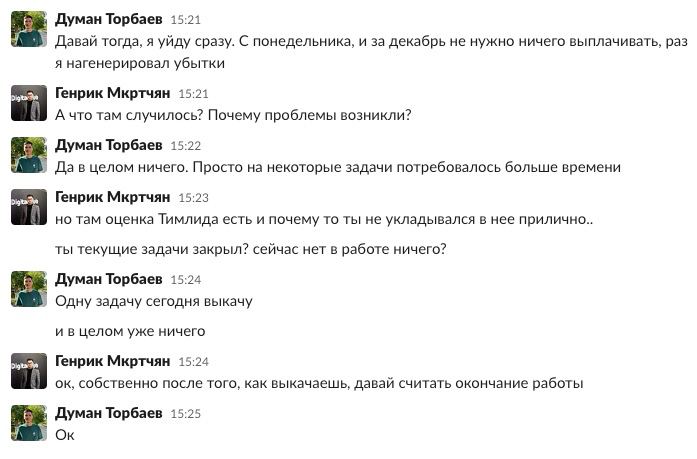 Думан Торбаев 15:21
Давай тогда, я уйду сразу. С понедельника, и за декабрь не нужно ничего выплачивать, раз
я нагенерировал убытки
Генрик Мкртчян 15:21
А что там случилось? Почему проблемы возникли?
Думан Торбаев 15:22
Да в целом ничего. Просто на некоторые задачи потребовалось больше времени
Генрик Мкртчян 15:23
но там оценка Тимлида есть и почему то ты не укладывался в нее прилично..
ты текущие задачи закрыл? сейчас нет в работе ничего?
Думан Торбаев 15:24
Одну задачу сегодня выкачу
и в целом уже ничего
Генрик Мкртчян 15:24
ок, собственно после того, как выкачаешь, давай считать окончание работы
Думан Торбаев 15:25
Ок